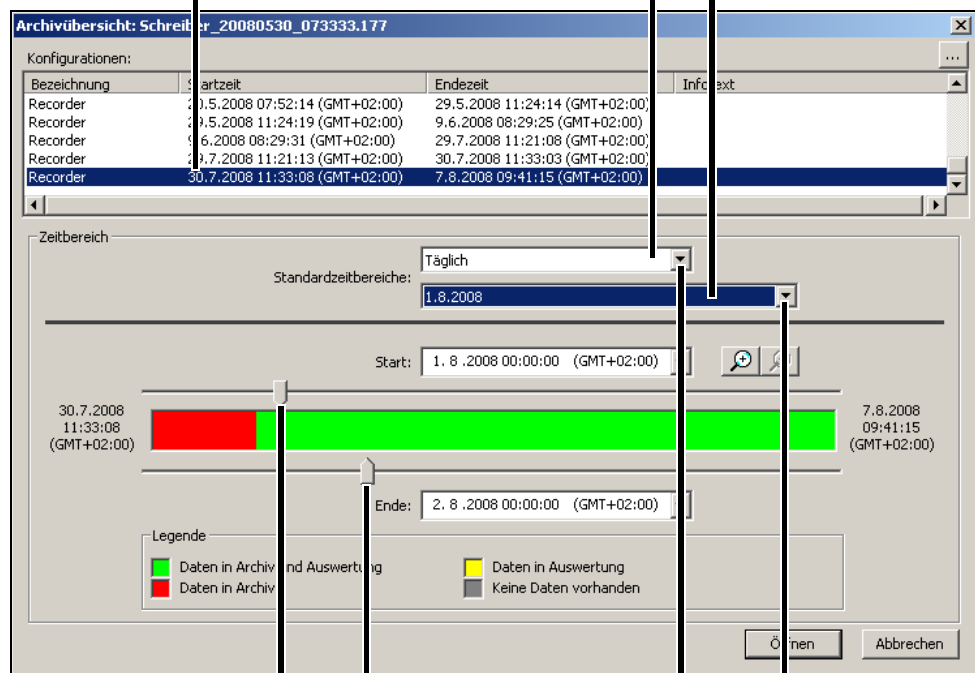 Archivübersicht: Schreiber_20080530_073333.177
Konfigurationen:
...
Bezeichnung Startzeit Endezeit Infotext
Recorder 20.5.2008 07:52:14 (GMT+02:00) 29.5.2008 11:24:14 (GMT+02:00)
Recorder 29.5.2008 11:24:19 (GMT+02:00) 9.6.2008 08:29:25 (GMT+02:00)
Recorder 9.6.2008 08:29:31 (GMT+02:00) 29.7.2008 11:21:08 (GMT+02:00)
Recorder 29.7.2008 11:21:13 (GMT+02:00) 30.7.2008 11:33:03 (GMT+02:00)
Recorder 30.7.2008 11:33:08 (GMT+02:00) 7.8.2008 09:41:15 (GMT+02:00)
Zeitbereich
Standardzeitbereiche:
Täglich
1.8.2008
Start: 1. 8 .2008 00:00:00 (GMT+02:00)
30.7.2008
11:33:08
(GMT+02:00)
7.8.2008
09:41:15
(GMT+02:00)
Ende: 2. 8 .2008 00:00:00 (GMT+02:00)
Legende
Daten in Archiv und Auswertung
Daten in Auswertung
Daten in Archiv
Keine Daten vorhanden
Öffnen
Abbrechen